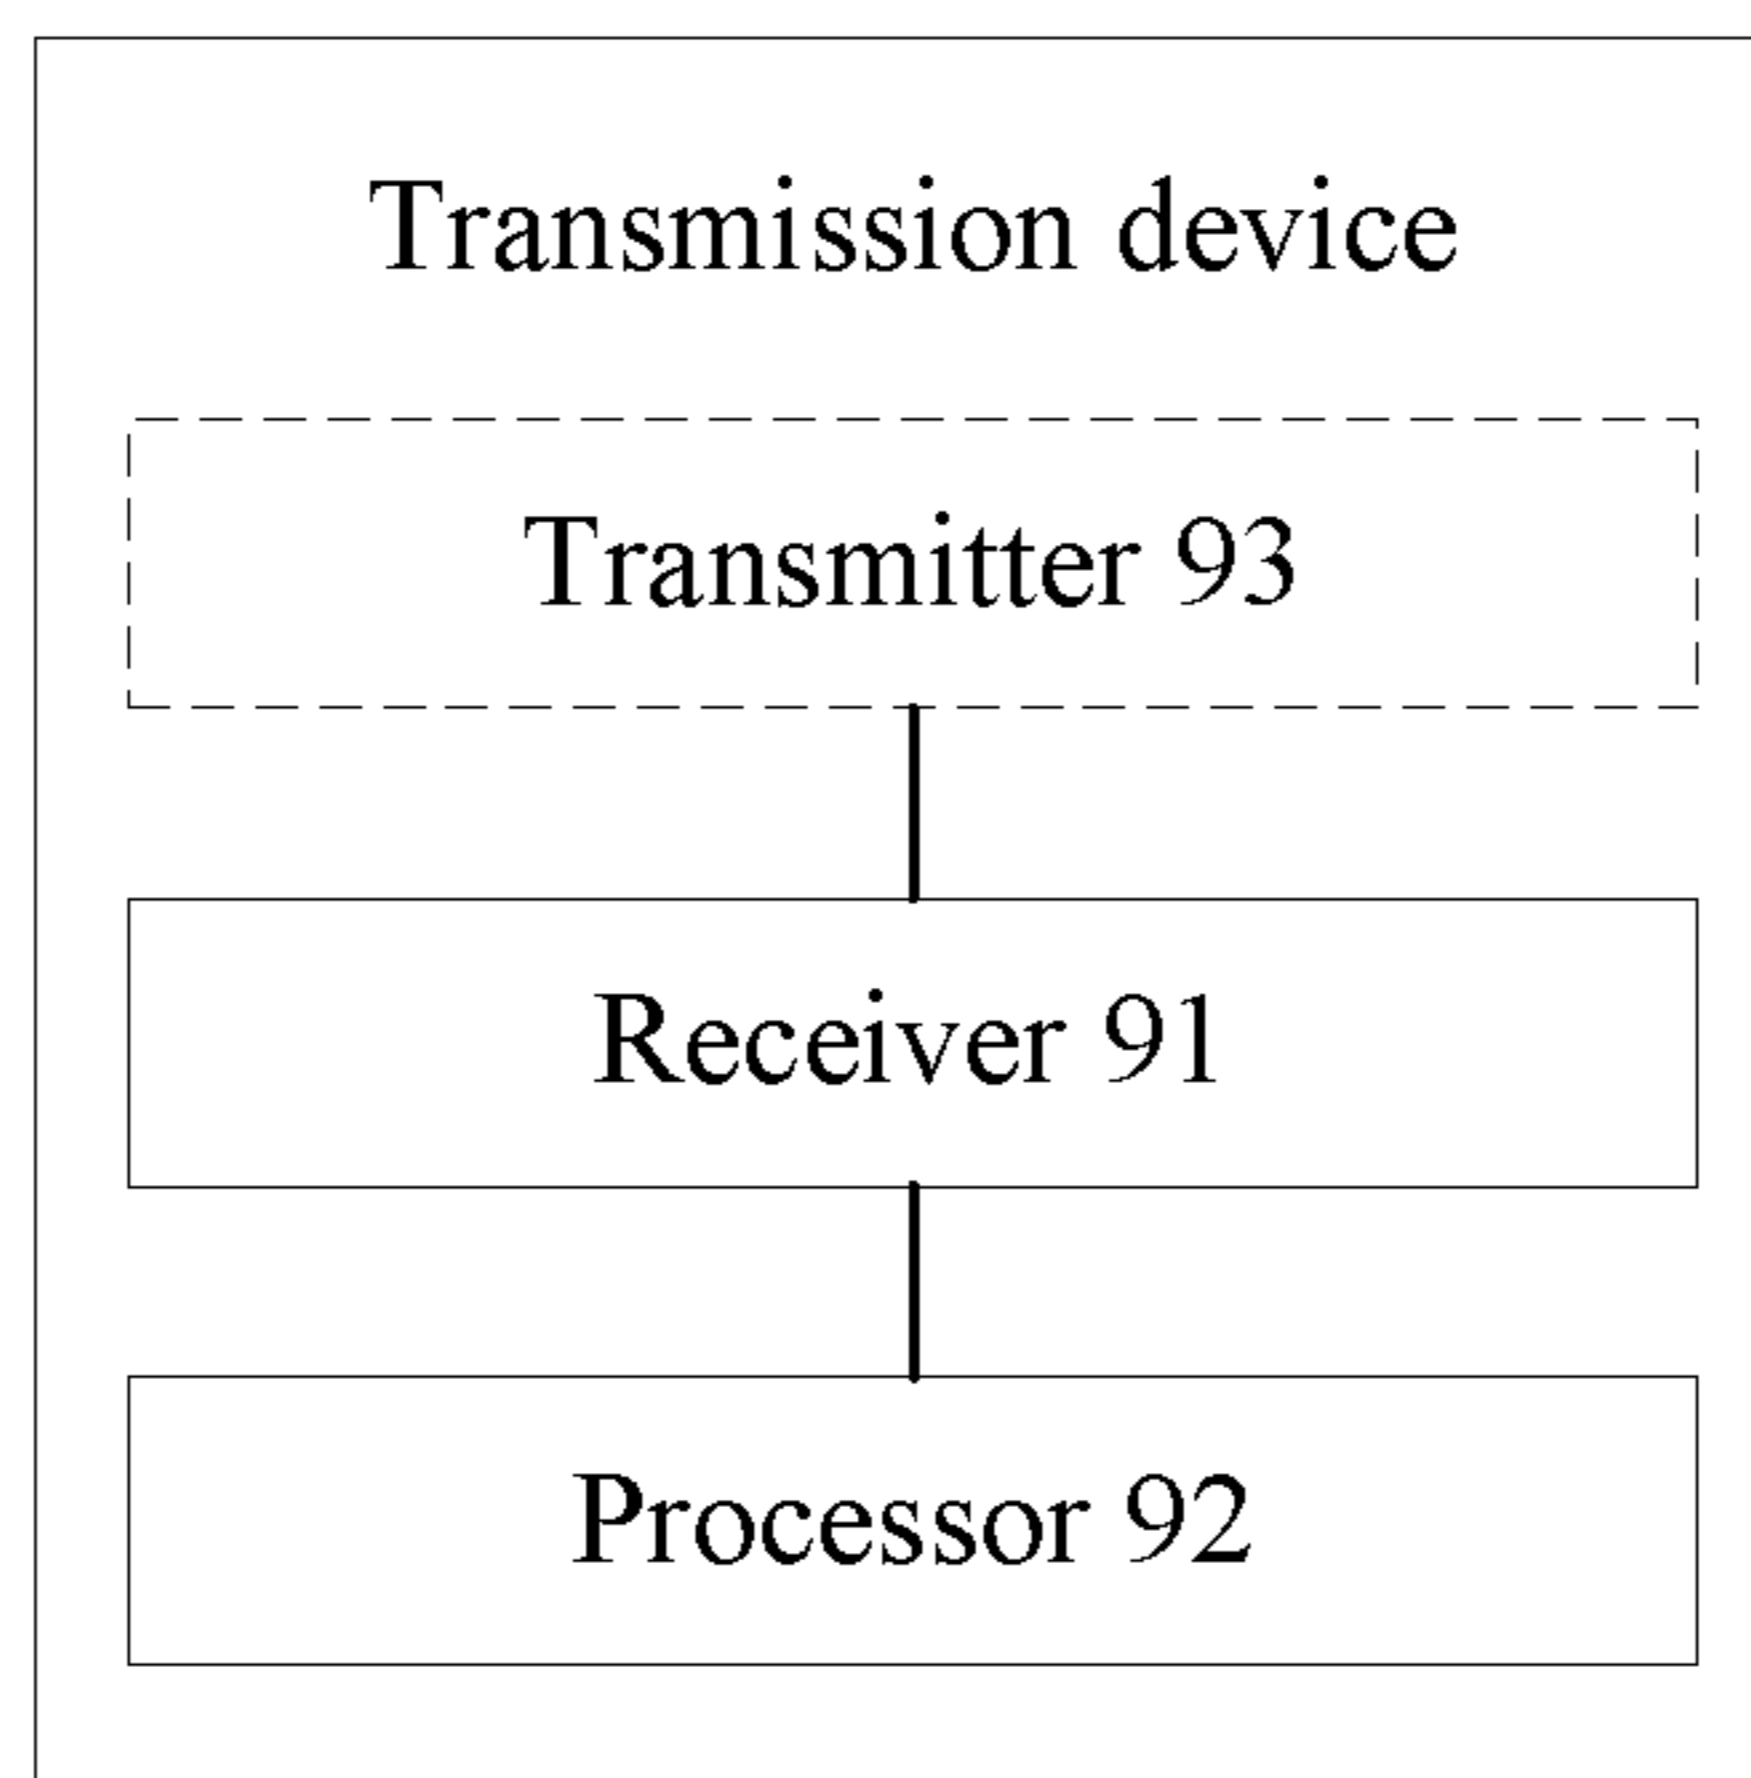 Transmission device
Transmitter 93
Receiver 91
Processor 92